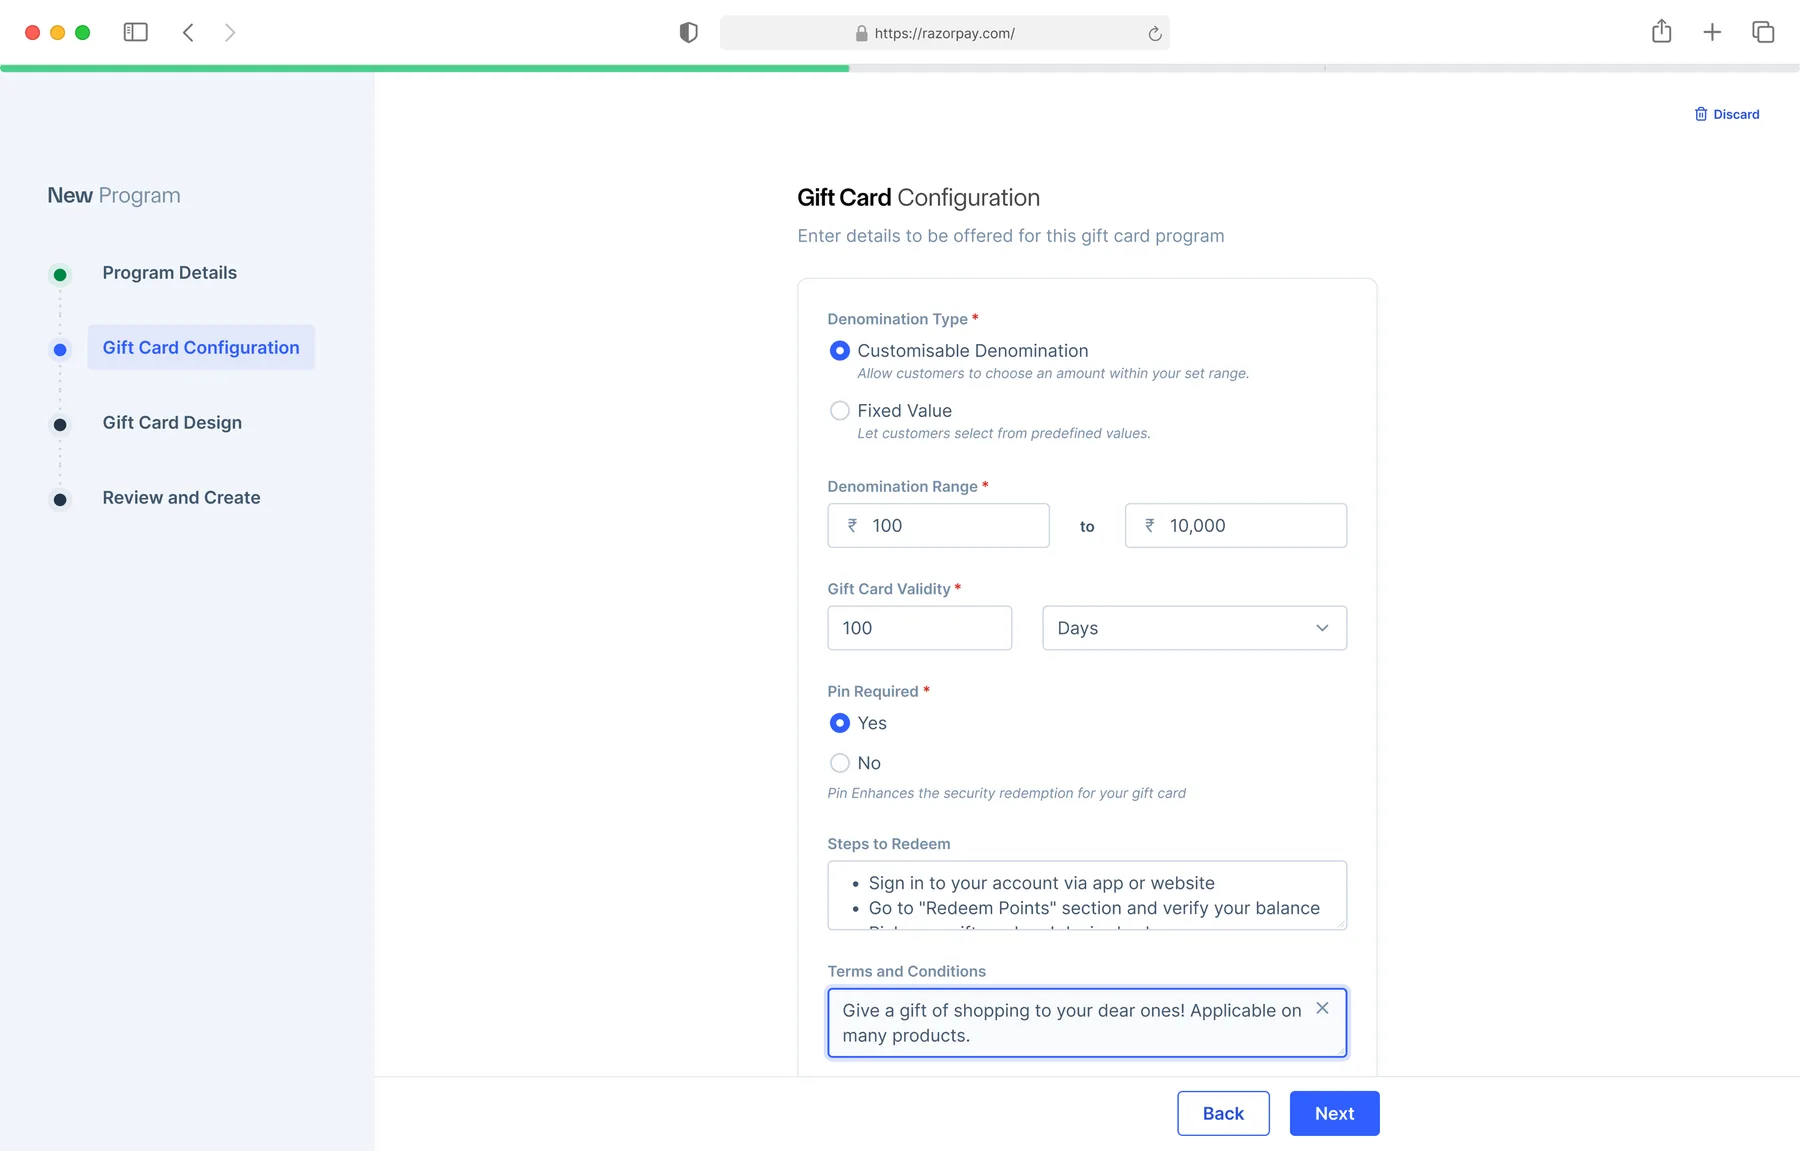 https://razorpay.com/
Discard
New Program
Program Details
Gift Card Configuration
Gift Card Design
Review and Create
Gift Card Configuration
Enter details to be offered for this gift card program
Denomination Type *
Customisable Denomination
Allow customers to choose an amount within your set range.
Fixed Value
Let customers select from predefined values.
Denomination Range *
₹ 100 to ₹ 10,000
Gift Card Validity *
100 Days
Pin Required *
Yes
No
Pin Enhances the security redemption for your gift card
Steps to Redeem
• Sign in to your account via app or website
• Go to "Redeem Points" section and verify your balance
Terms and Conditions
Give a gift of shopping to your dear ones! Applicable on
many products.
Back Next